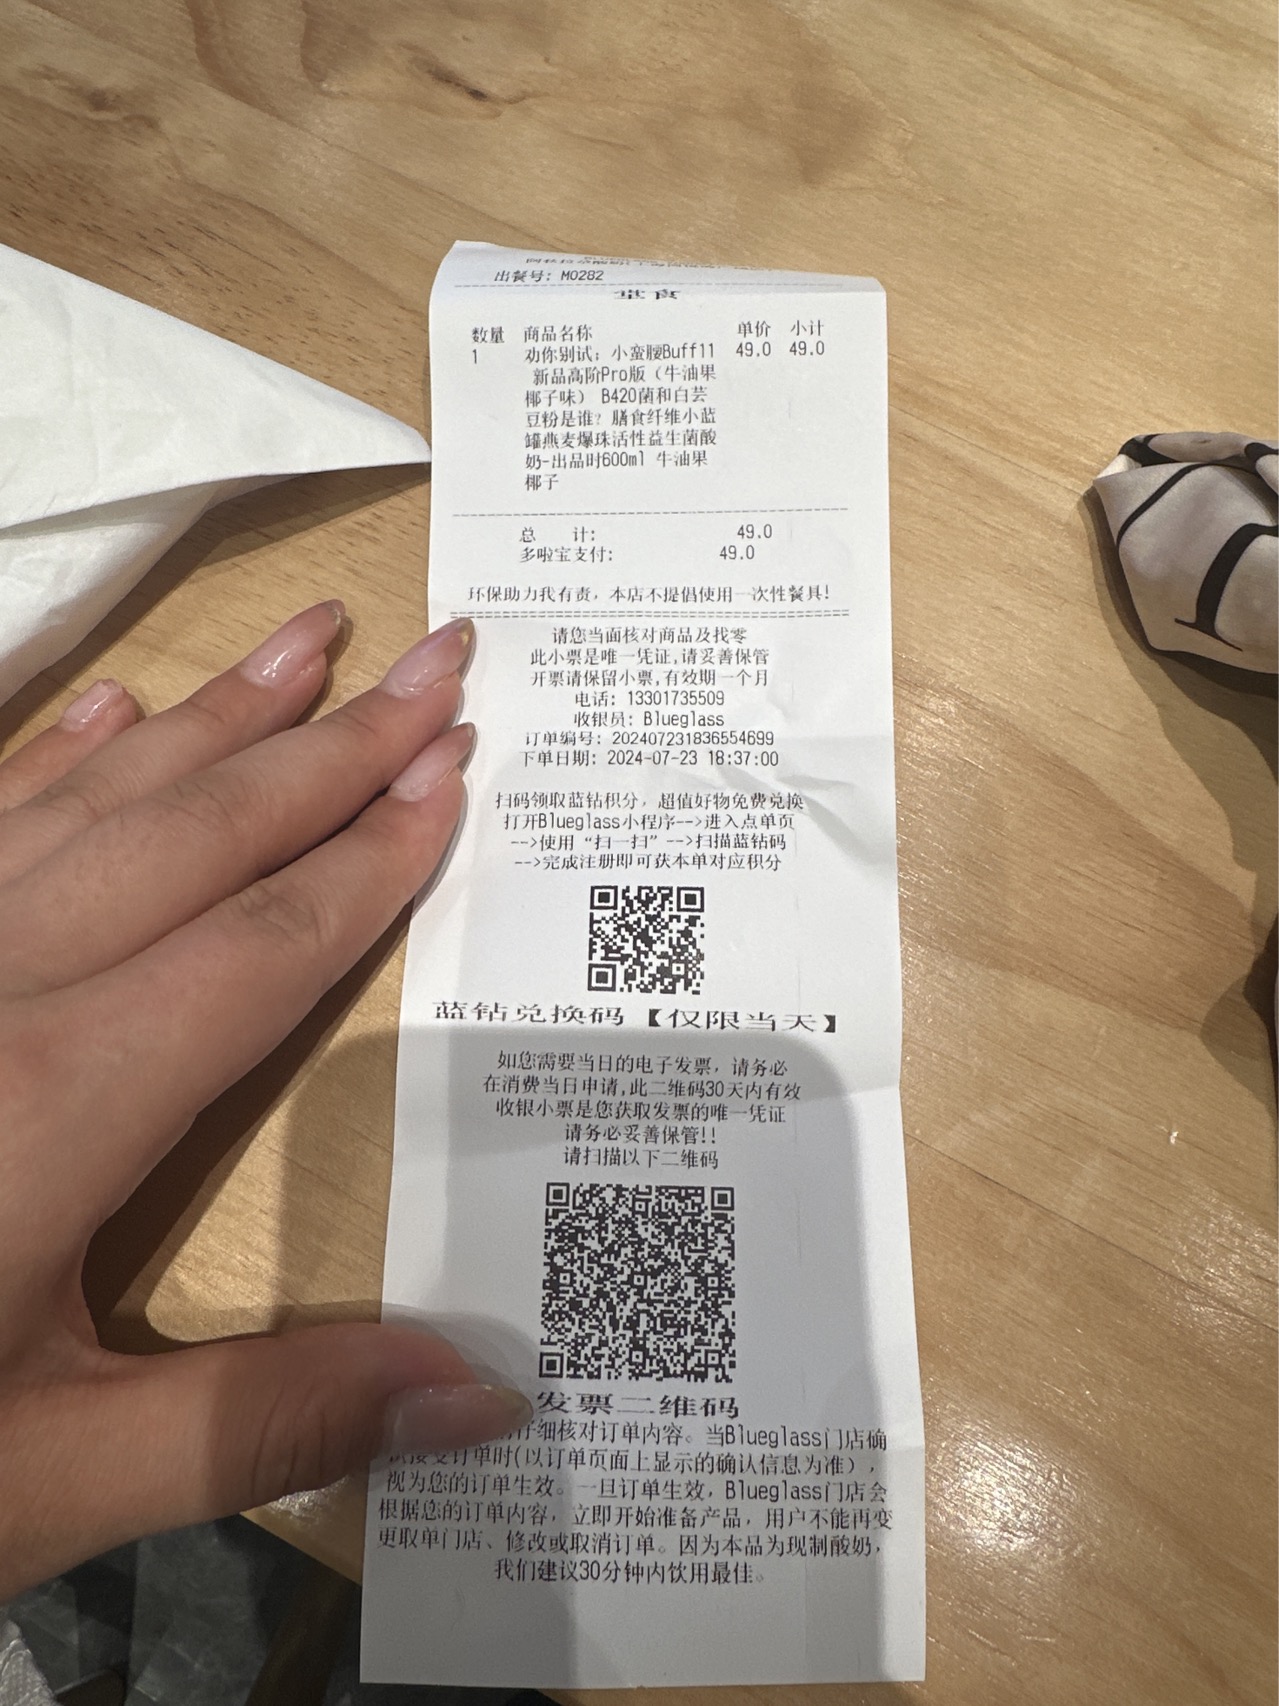 出餐号: M0282
堂食
数量 商品名称 单价 小计
1 劝你别试；小蛮腰Buff11 49.0 49.0
新品高阶Pro版（牛油果
椰子味） B420菌和白芸
豆粉是谁？膳食纤维小蓝
罐燕麦爆珠活性益生菌酸
奶-出品时600ml 牛油果
椰子
总 计: 49.0
多啦宝支付: 49.0
环保助力我有责，本店不提倡使用一次性餐具!
请您当面核对商品及找零
此小票是唯一凭证,请妥善保管
开票请保留小票,有效期一个月
电话: 13301735509
收银员: Blueglass
订单编号: 202407231836554699
下单日期: 2024-07-23 18:37:00
扫码领取蓝钻积分，超值好物免费兑换
打开Blueglass小程序-->进入点单页
-->使用“扫一扫”-->扫描蓝钻码
-->完成注册即可获本单对应积分
蓝钻兑换码【仅限当天】
如您需要当日的电子发票，请务必
在消费当日申请,此二维码30天内有效
收银小票是您获取发票的唯一凭证
请务必妥善保管!!
请扫描以下二维码
发票二维码
仔细核对订单内容。当Blueglass门店确
接受订单时(以订单页面上显示的确认信息为准)，
视为您的订单生效。一旦订单生效，Blueglass门店会
根据您的订单内容，立即开始准备产品，用户不能再变
更取单门店、修改或取消订单。因为本品为现制酸奶，
我们建议30分钟内饮用最佳。